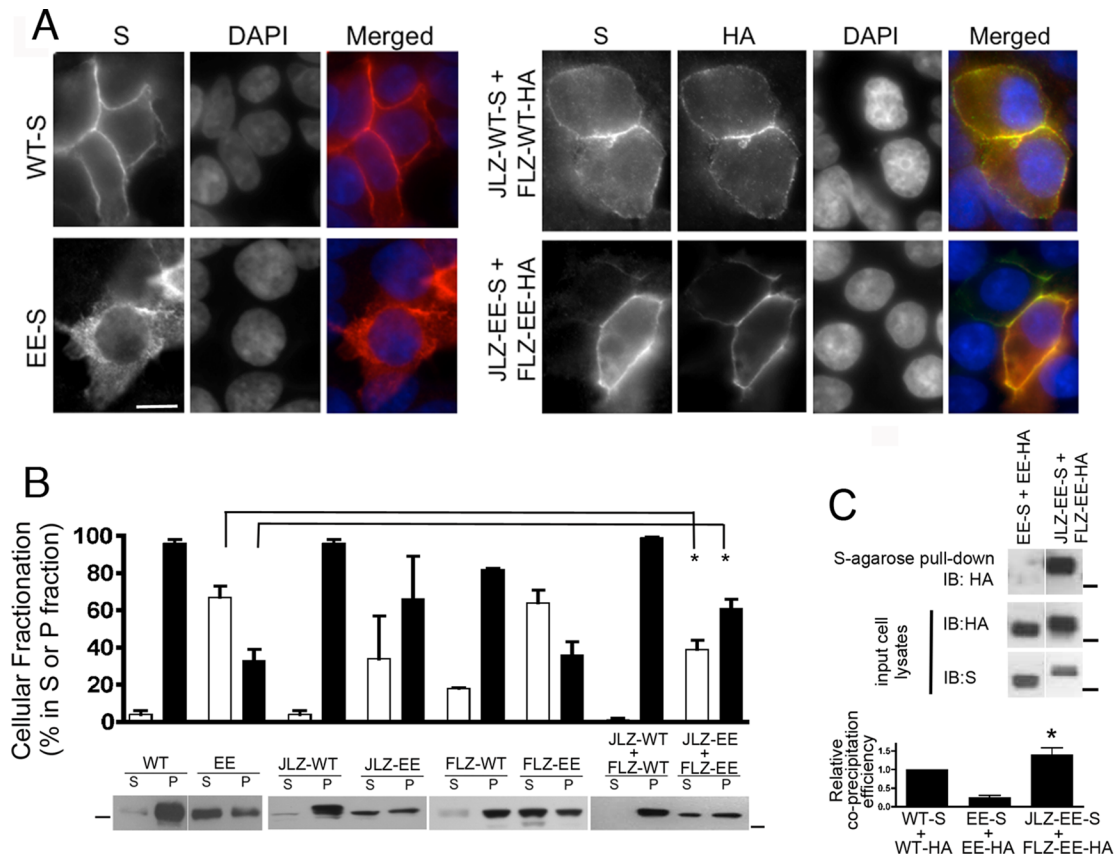 A
S DAPI Merged
WT-S
EE-S
S HA DAPI Merged
JLZ-WT-S +
FLZ-WT-HA
JLZ-EE-S +
FLZ-EE-HA
B
Cellular Fractionation
(% in S or P fraction)
100
80
60
40
20
0
* *
WT EE JLZ-WT JLZ-EE FLZ-WT FLZ-EE JLZ-WT + FLZ-WT JLZ-EE + FLZ-EE
S P S P S P S P S P S P S P S P
C
EE-S + EE-HA
JLZ-EE-S +
FLZ-EE-HA
S-agarose pull-down
IB: HA
input cell
lysates
IB:HA
IB:S
Relative
co-precipitation
efficiency
1.5
1.0
0.5
0.0
*
WT-S + WT-HA
EE-S + EE-HA
JLZ-EE-S + FLZ-EE-HA